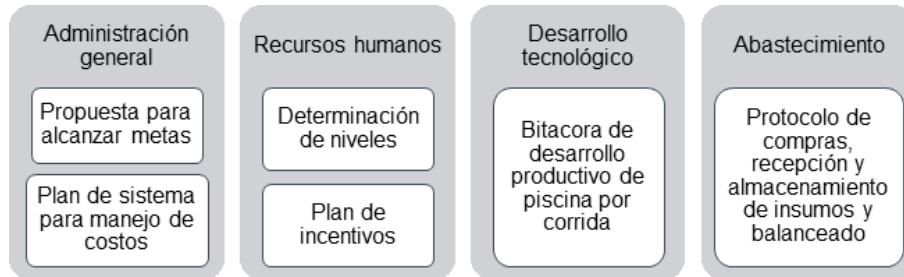 Administración
general
Propuesta para
alcanzar metas
Plan de sistema
para manejo de
costos
Recursos humanos
Determinación
de niveles
Plan de
incentivos
Desarrollo
tecnológico
Bitacora de
desarrollo
productivo de
piscina por
corrida
Abastecimiento
Protocolo de
compras,
recepción y
almacenamiento
de insumos y
balanceado